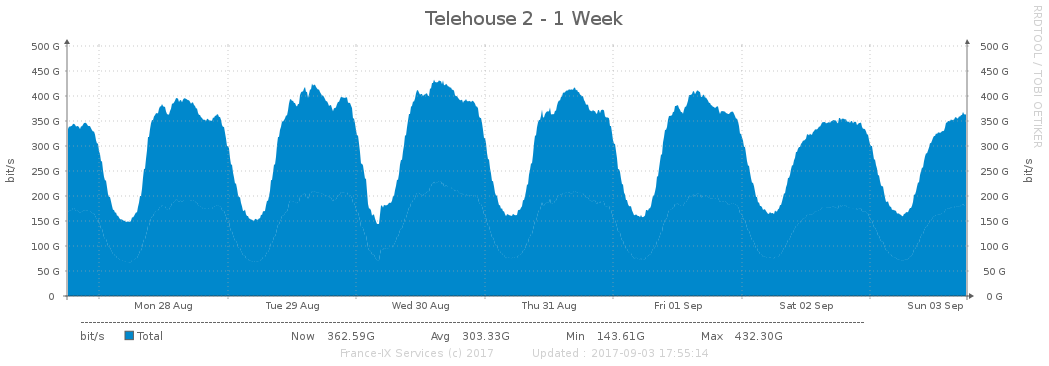 Telehouse 2 - 1 Week
RRDTOOL / TOBI OETIKER
bit/s
bit/s
500 G 500 G
450 G 450 G
400 G 400 G
350 G 350 G
300 G 300 G
250 G 250 G
200 G 200 G
150 G 150 G
100 G 100 G
50 G 50 G
0 0 G
Mon 28 Aug Tue 29 Aug Wed 30 Aug Thu 31 Aug Fri 01 Sep Sat 02 Sep Sun 03 Sep
bit/s Total Now 362.59G Avg 303.33G Min 143.61G Max 432.30G
France-IX Services (c) 2017 Updated : 2017-09-03 17:55:14